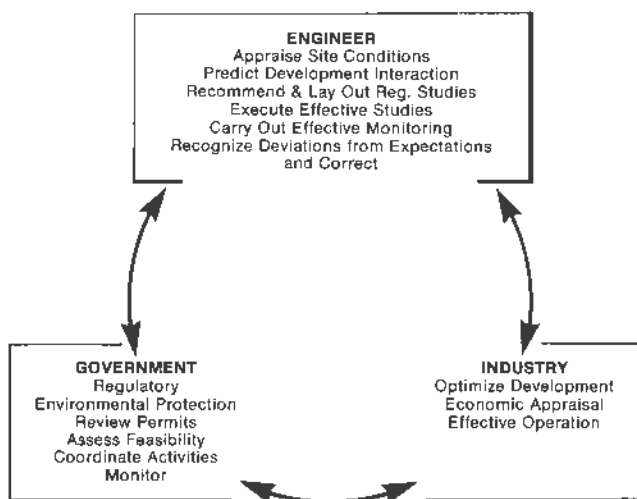 ENGINEER
Appraise Site Conditions
Predict Development Interaction
Recommend & Lay Out Reg. Studies
Execute Effective Studies
Carry Out Effective Monitoring
Recognize Deviations from Expectations
and Correct
GOVERNMENT
Regulatory
Environmental Protection
Review Permits
Assess Feasibility
Coordinate Activities
Monitor
INDUSTRY
Optimize Development
Economic Appraisal
Effective Operation